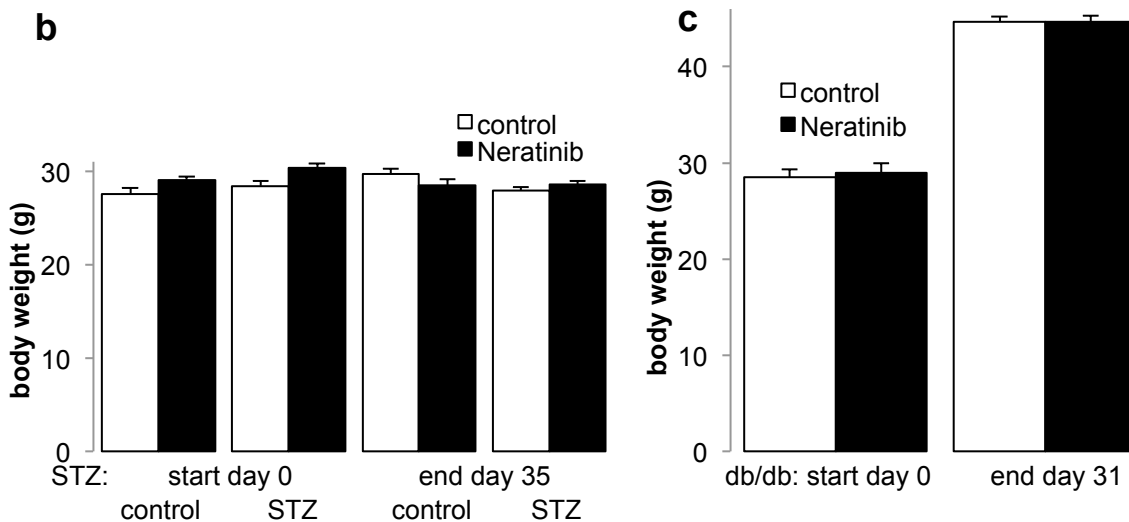 b
control
Neratinib
body weight (g)
30
20
10
0
STZ: start day 0 end day 35
control STZ control STZ
c
control
Neratinib
body weight (g)
40
30
20
10
0
db/db: start day 0 end day 31